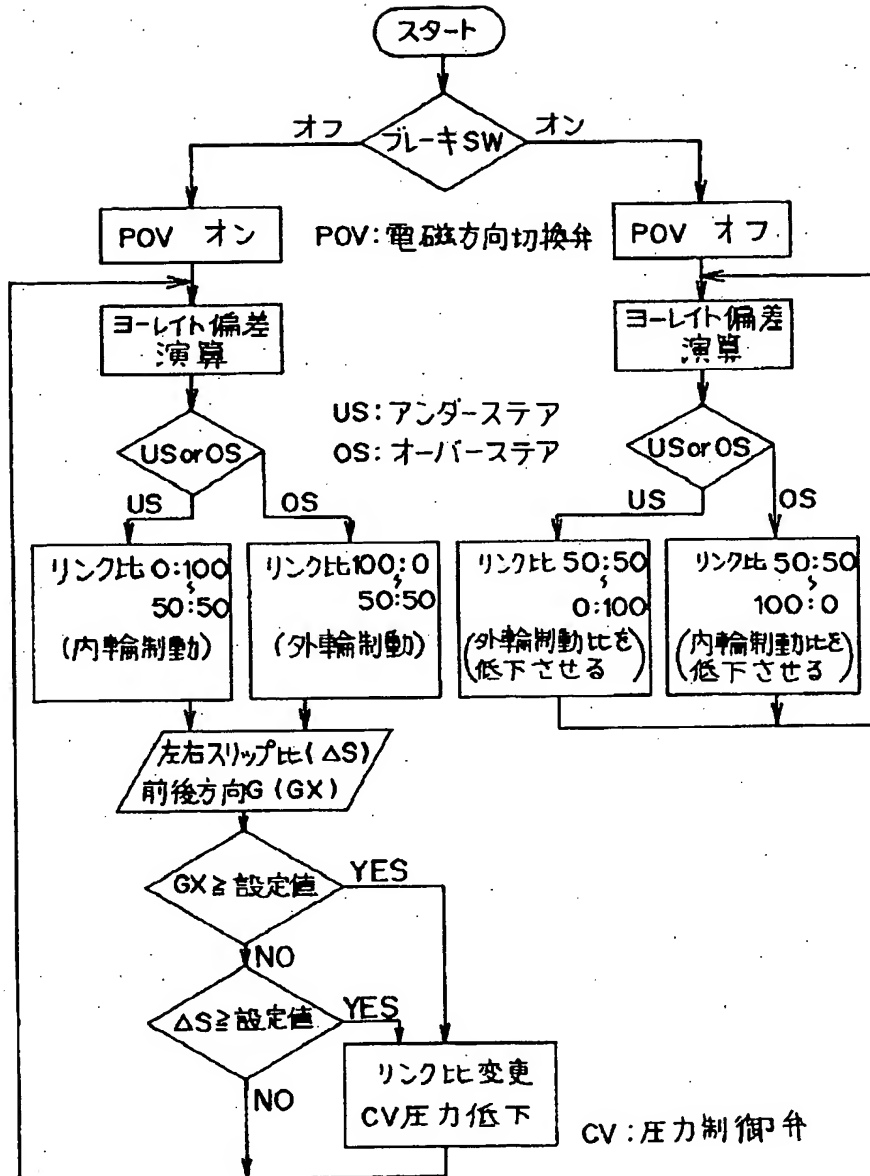 スタート
オフ
ブレーキSW
オン
POV オン
POV:電磁方向切換弁
POV オフ
ヨーレイト偏差
演算
ヨーレイト偏差
演算
US:アンダーステア
OS:オーバーステア
USorOS
US
OS
USorOS
US
OS
リンク比 0:100
~
50:50
(内輪制動)
リンク比100:0
~
50:50
(外輪制動)
リンク比 50:50
~
0:100
(外輪制動比を
低下させる)
リンク比 50:50
~
100:0
(内輪制動比を
低下させる)
左右スリップ比(ΔS)
前後方向G(GX)
GX≧設定値
YES
NO
ΔS≧設定値
YES
NO
リンク比変更
CV圧力低下
CV:圧力制御弁